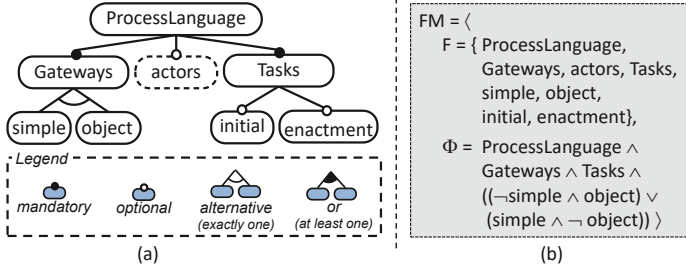 ProcessLanguage
Gateways
actors
Tasks
simple
object
initial
enactment
Legend
mandatory
optional
alternative
(exactly one)
or
(at least one)
(a)
FM = ⟨
F = { ProcessLanguage,
Gateways, actors, Tasks,
simple, object,
initial, enactment},
Φ = ProcessLanguage ∧
Gateways ∧ Tasks ∧
((¬simple ∧ object) ∨
(simple ∧ ¬ object)) ⟩
(b)